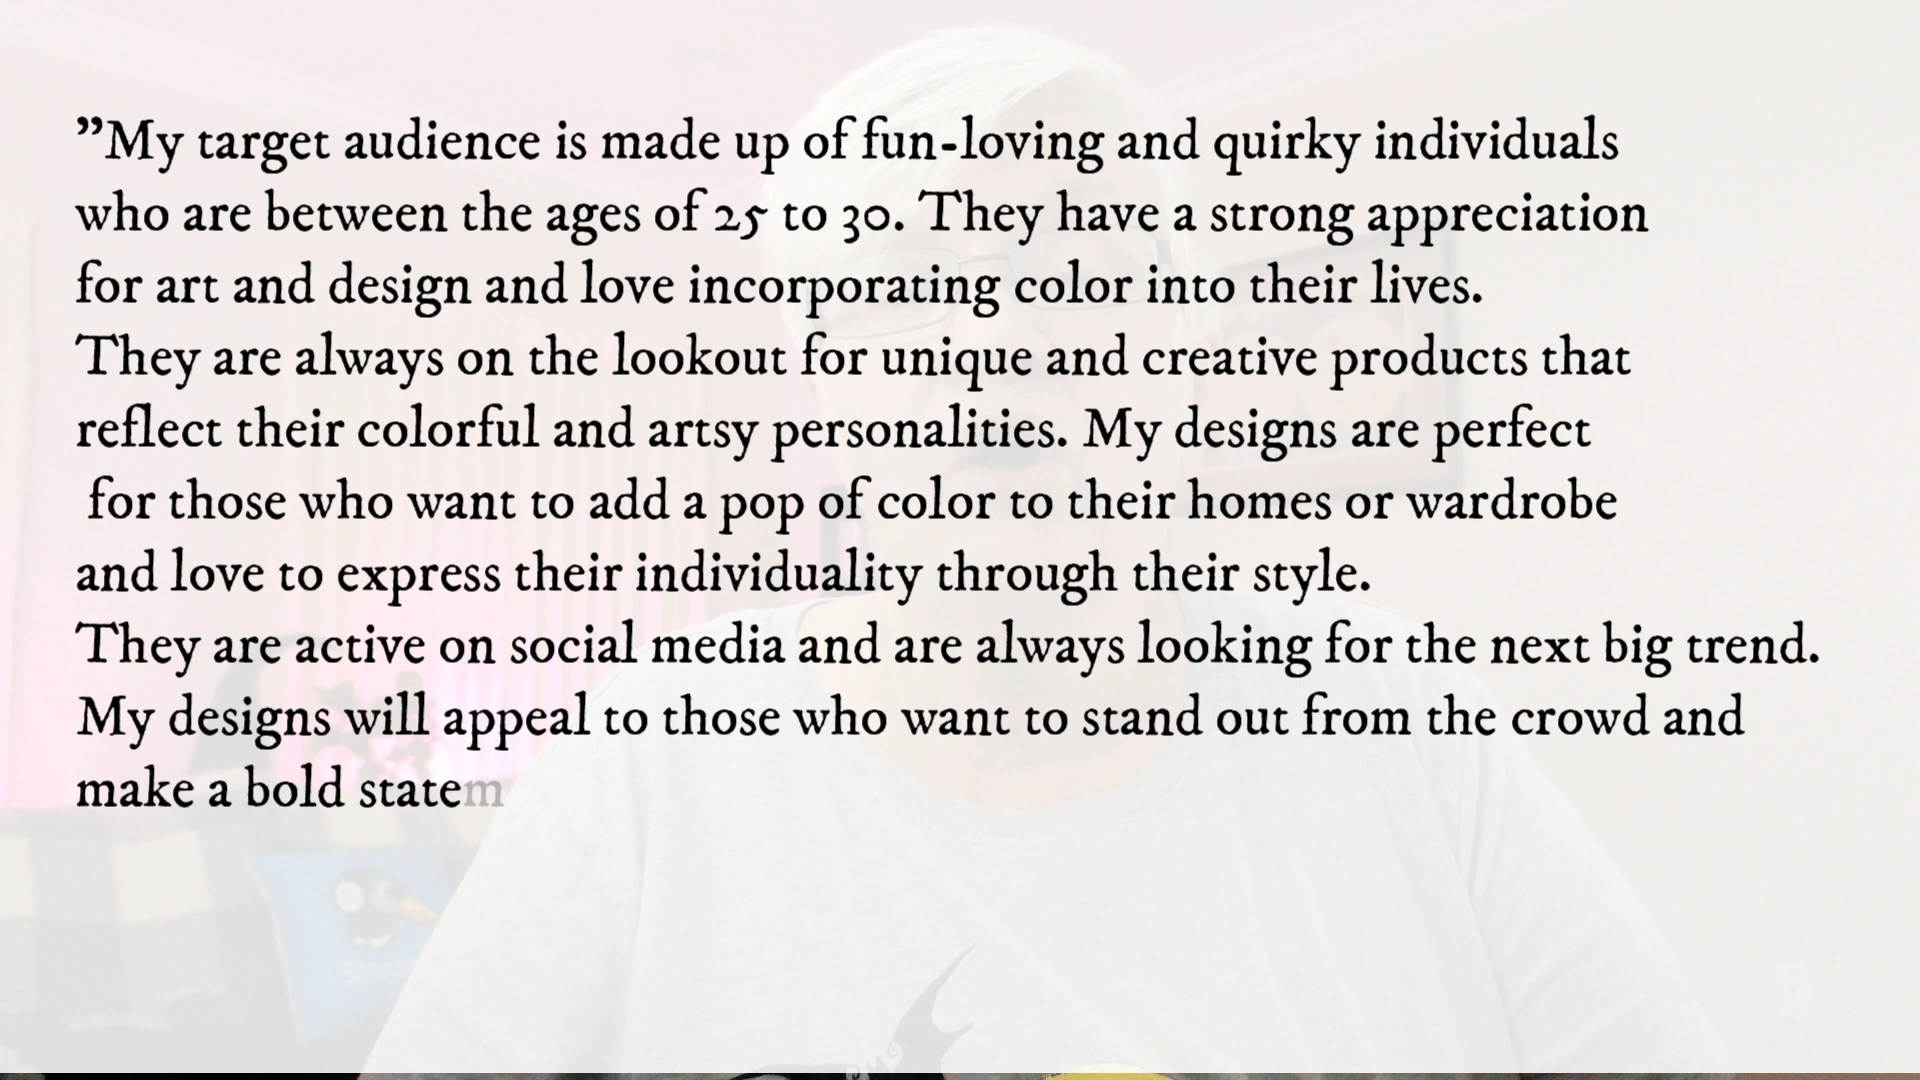 ”My target audience is made up of fun-loving and quirky individuals
who are between the ages of 25 to 30. They have a strong appreciation
for art and design and love incorporating color into their lives.
They are always on the lookout for unique and creative products that
reflect their colorful and artsy personalities. My designs are perfect
for those who want to add a pop of color to their homes or wardrobe
and love to express their individuality through their style.
They are active on social media and are always looking for the next big trend.
My designs will appeal to those who want to stand out from the crowd and
make a bold statem